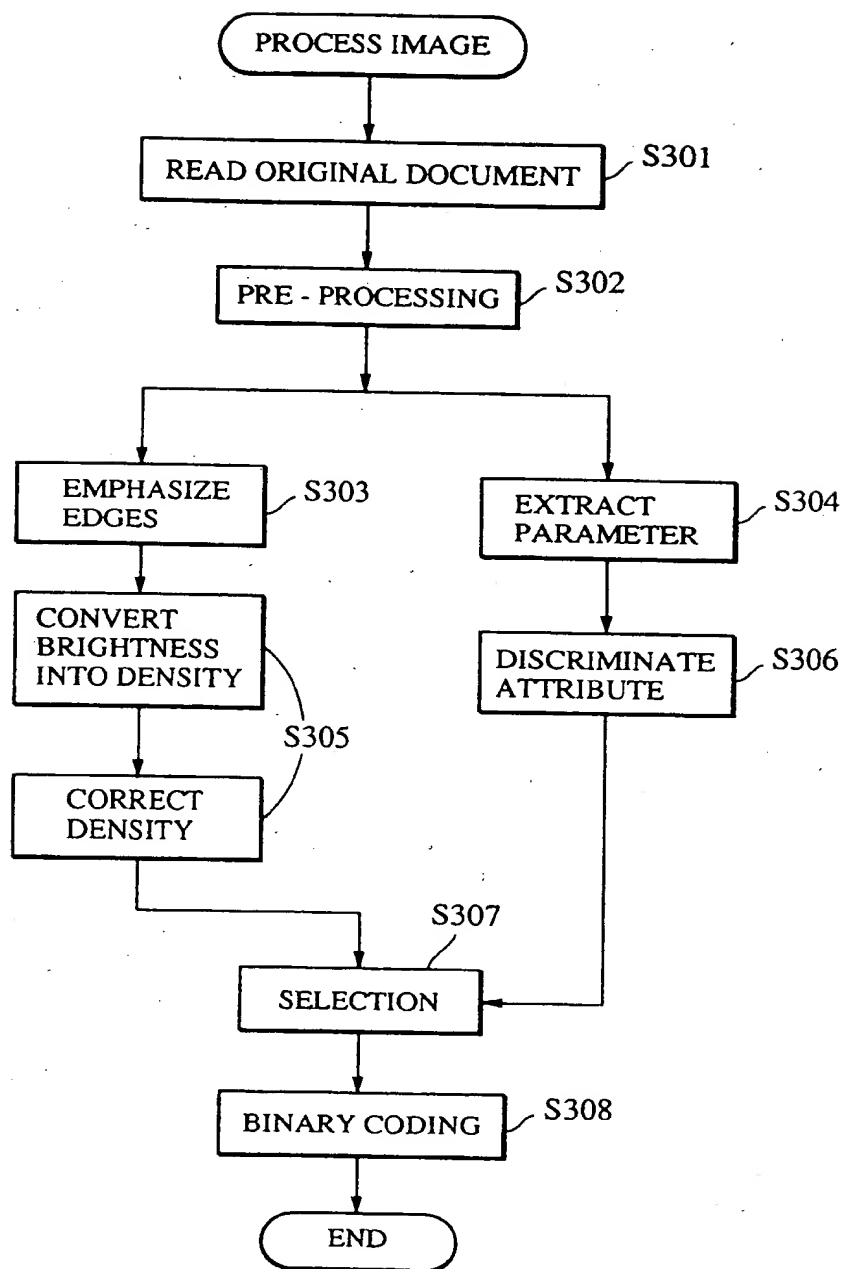 PROCESS IMAGE
READ ORIGINAL DOCUMENT
S301
PRE - PROCESSING
S302
EMPHASIZE
EDGES
S303
EXTRACT
PARAMETER
S304
CONVERT
BRIGHTNESS
INTO DENSITY
DISCRIMINATE
ATTRIBUTE
S306
S305
CORRECT
DENSITY
S307
SELECTION
BINARY CODING
S308
END